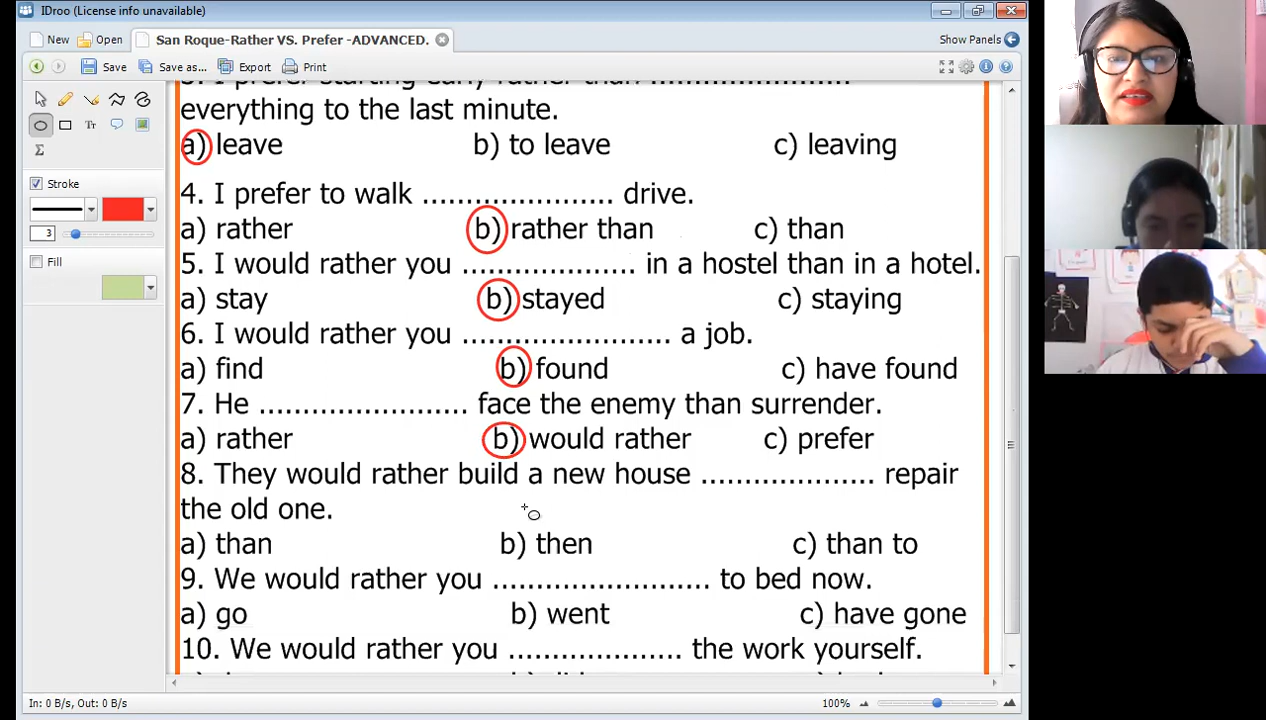 IDroo (License info unavailable)
New Open San Roque-Rather VS. Prefer -ADVANCED. Show Panels
Save Save as... Export Print
everything to the last minute.
a) leave b) to leave c) leaving
4. I prefer to walk ...................... drive.
a) rather b) rather than c) than
5. I would rather you .................... in a hostel than in a hotel.
a) stay b) stayed c) staying
6. I would rather you ........................ a job.
a) find b) found c) have found
7. He ........................ face the enemy than surrender.
a) rather b) would rather c) prefer
8. They would rather build a new house .................... repair
the old one.
a) than b) then c) than to
9. We would rather you ......................... to bed now.
a) go b) went c) have gone
10. We would rather you .................... the work yourself.
Tr
Stroke
3
Fill
In: 0 B/s, Out: 0 B/s 100%